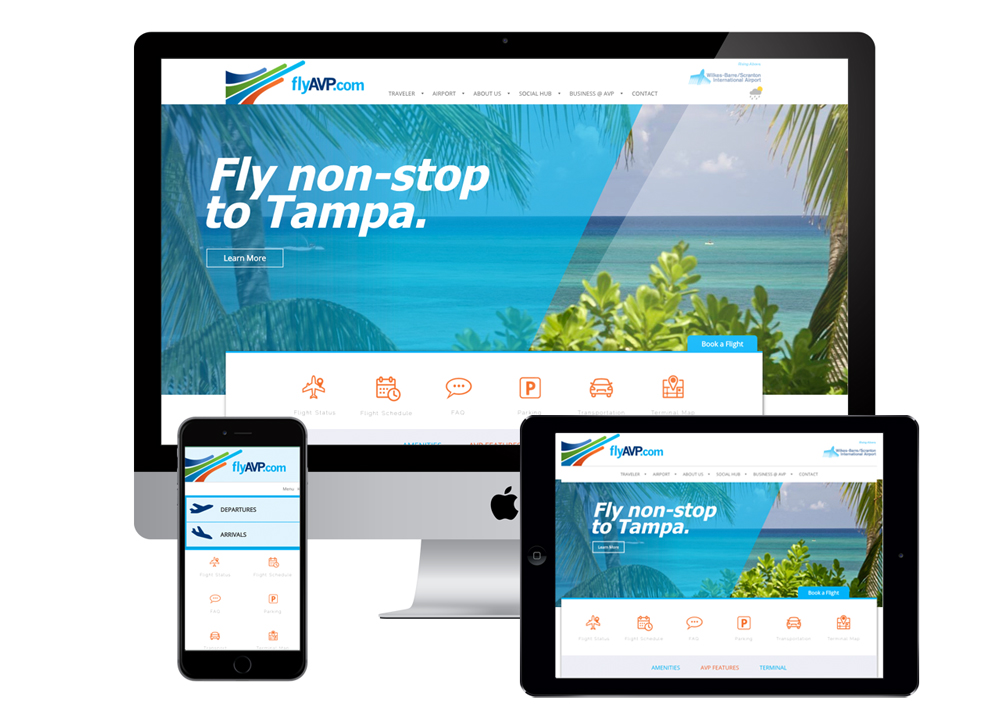 flyAVP.com
TRAVELER • AIRPORT • ABOUT US • SOCIAL HUB • BUSINESS @ AVP • CONTACT
Wilkes-Barre/Scranton
International Airport
Fly non-stop
to Tampa.
Learn More
Book a Flight
Flight Status
Flight Schedule
FAQ
Parking
Transportation
Terminal Map
AMENITIES
AVP FEATURES
flyAVP.com
Menu
DEPARTURES
ARRIVALS
Flight Status
Flight Schedule
FAQ
Parking
Terminal Map
flyAVP.com
Wilkes-Barre/Scranton
International Airport
TRAVELER • AIRPORT • ABOUT US • SOCIAL HUB • BUSINESS @ AVP • CONTACT
Fly non-stop
to Tampa.
Learn More
Book a Flight
Flight Status
Flight Schedule
FAQ
Parking
Transportation
Terminal Map
AMENITIES
AVP FEATURES
TERMINAL